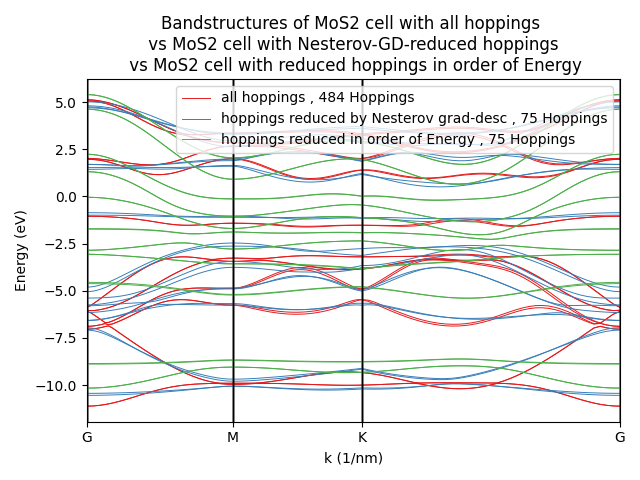 Bandstructures of MoS2 cell with all hoppings
vs MoS2 cell with Nesterov-GD-reduced hoppings
vs MoS2 cell with reduced hoppings in order of Energy
all hoppings , 484 Hoppings
hoppings reduced by Nesterov grad-desc , 75 Hoppings
hoppings reduced in order of Energy , 75 Hoppings
5.0
2.5
0.0
−2.5
−5.0
−7.5
−10.0
Energy (eV)
G M K G
k (1/nm)